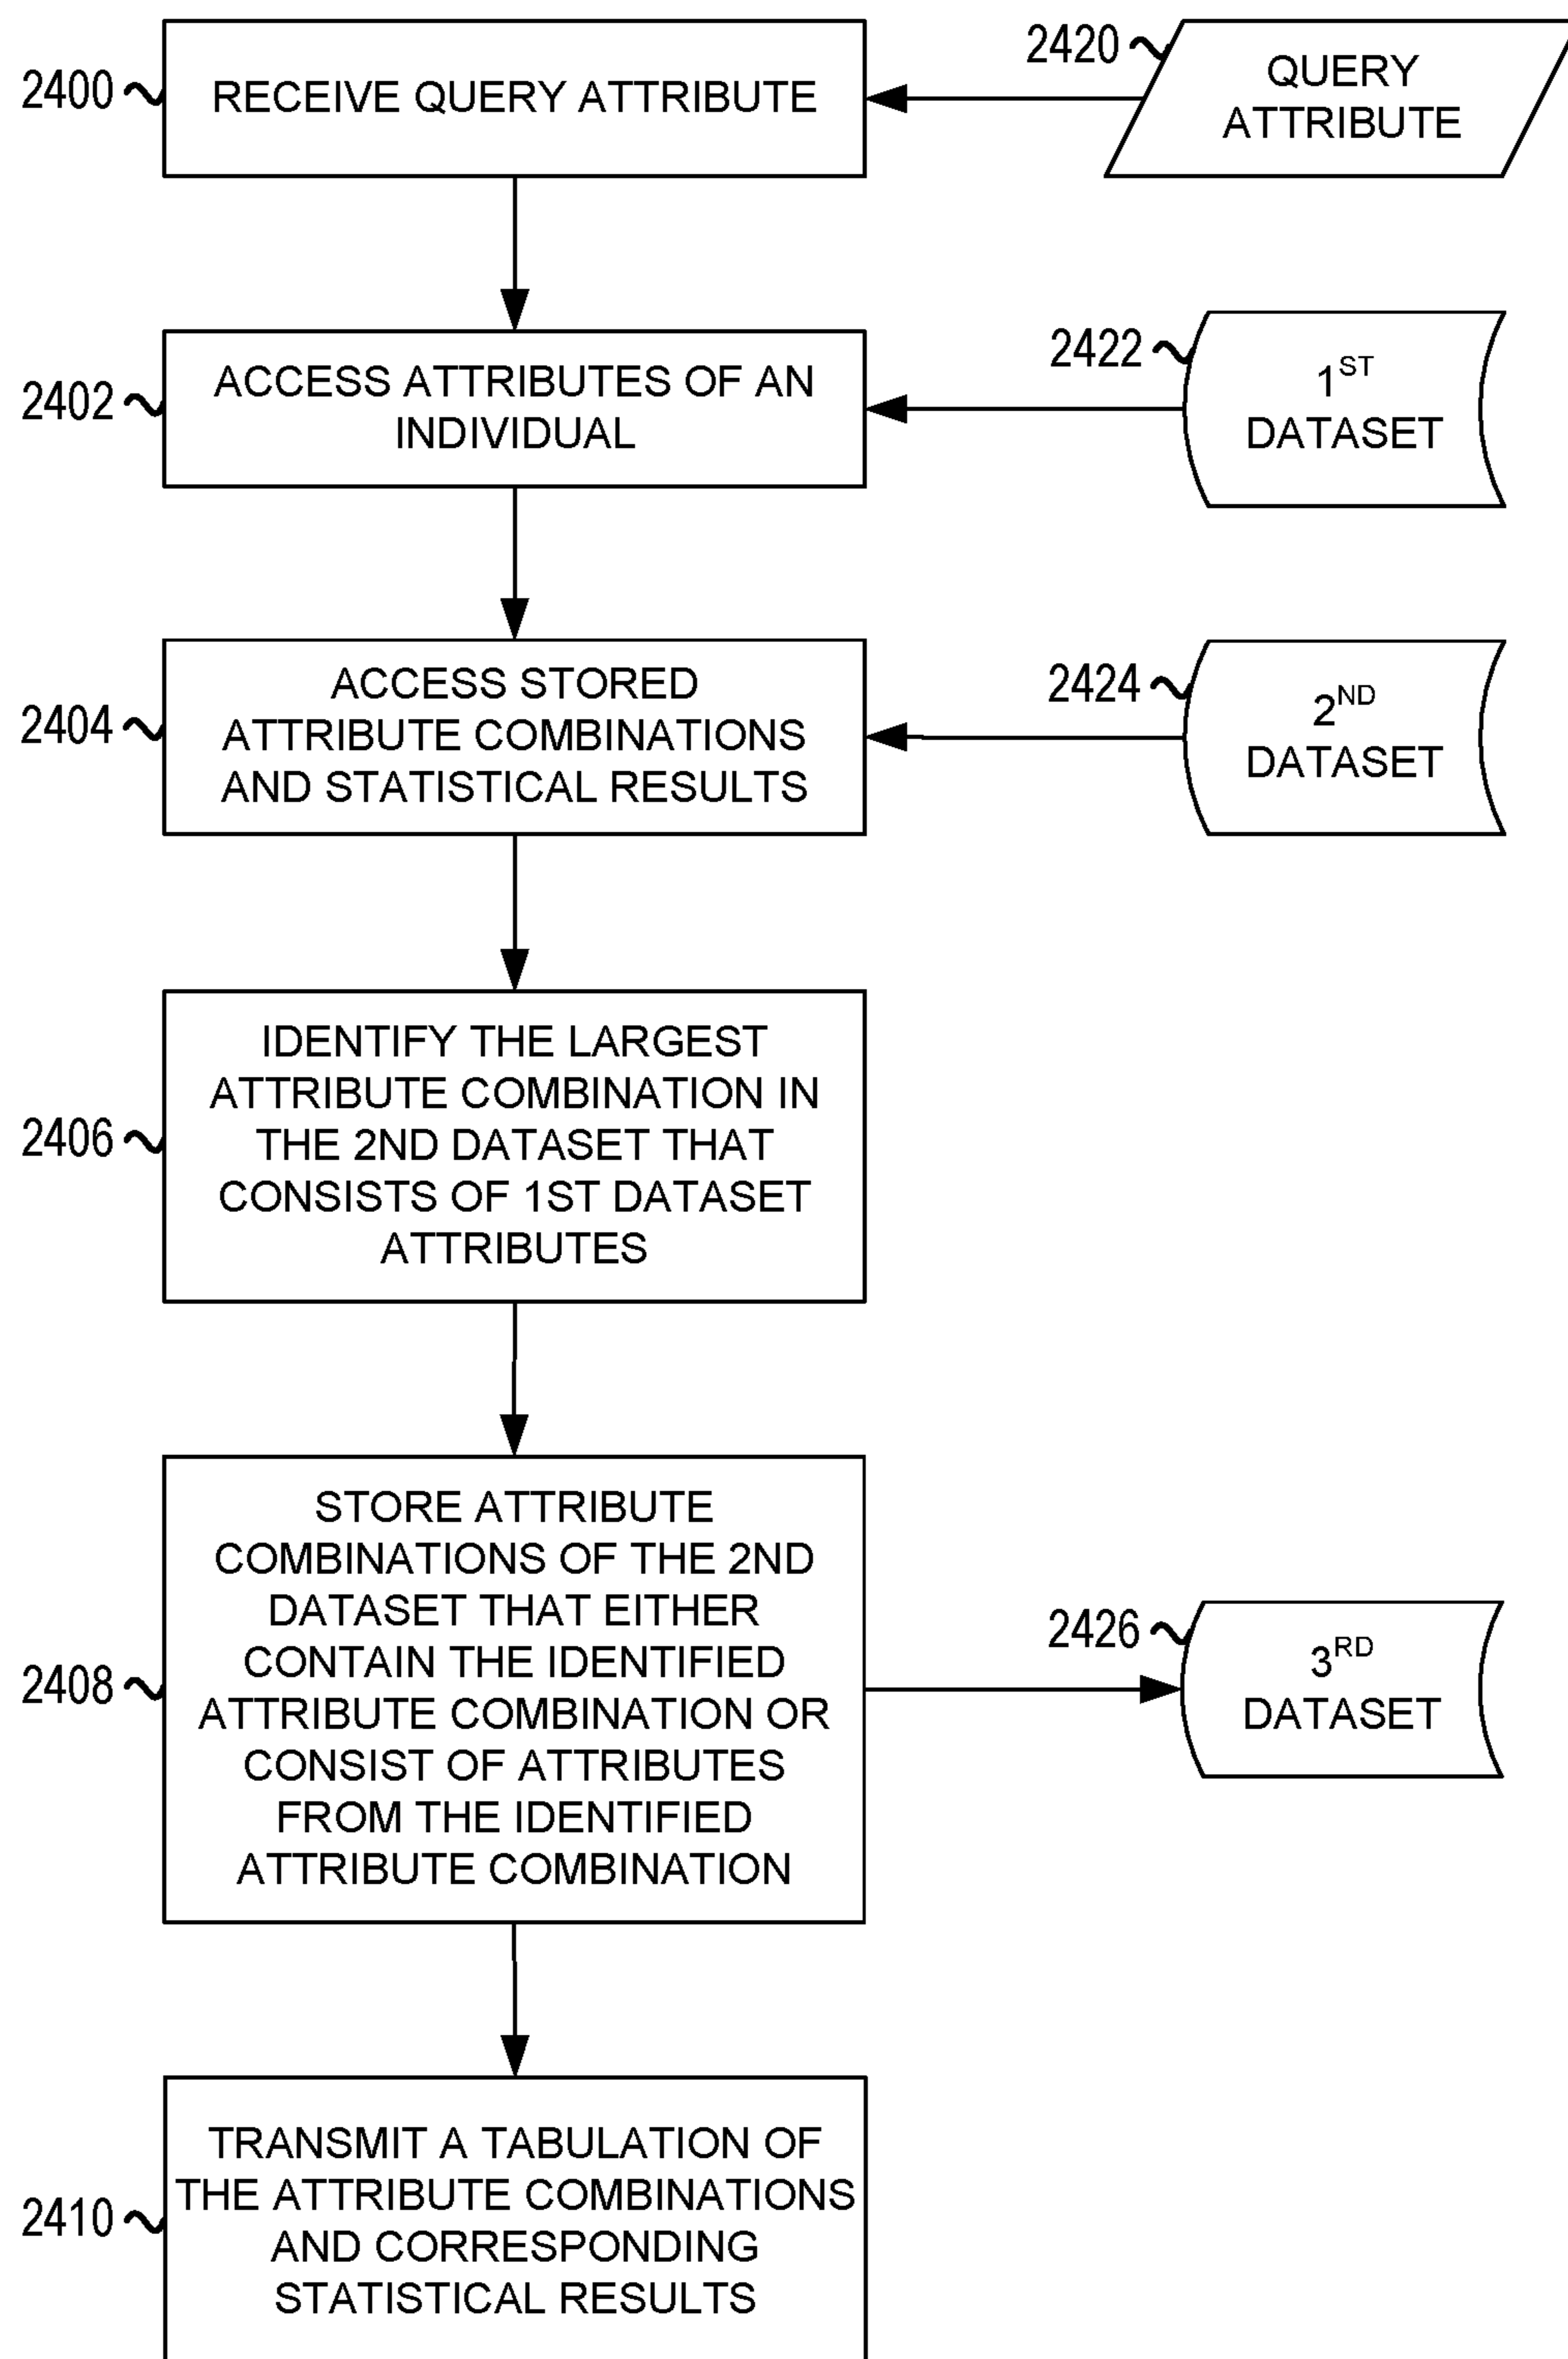 2400
RECEIVE QUERY ATTRIBUTE
2420
QUERY
ATTRIBUTE
2402
ACCESS ATTRIBUTES OF AN
INDIVIDUAL
2422
1ST
DATASET
2404
ACCESS STORED
ATTRIBUTE COMBINATIONS
AND STATISTICAL RESULTS
2424
2ND
DATASET
2406
IDENTIFY THE LARGEST
ATTRIBUTE COMBINATION IN
THE 2ND DATASET THAT
CONSISTS OF 1ST DATASET
ATTRIBUTES
2408
STORE ATTRIBUTE
COMBINATIONS OF THE 2ND
DATASET THAT EITHER
CONTAIN THE IDENTIFIED
ATTRIBUTE COMBINATION OR
CONSIST OF ATTRIBUTES
FROM THE IDENTIFIED
ATTRIBUTE COMBINATION
2426
3RD
DATASET
2410
TRANSMIT A TABULATION OF
THE ATTRIBUTE COMBINATIONS
AND CORRESPONDING
STATISTICAL RESULTS